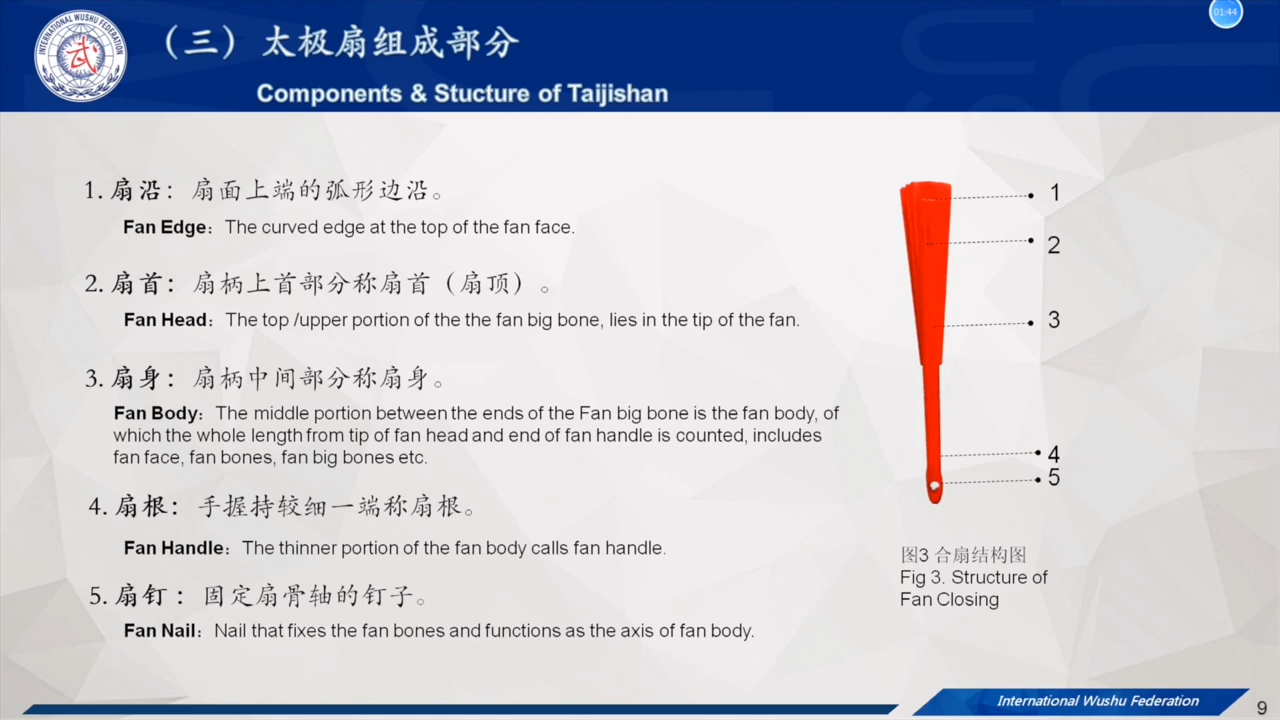 INTERNATIONAL WUSHU FEDERATION
武
01:44
（三）太极扇组成部分
Components & Stucture of Taijishan
1. 扇沿：扇面上端的弧形边沿。
Fan Edge：The curved edge at the top of the fan face.
2. 扇首：扇柄上首部分称扇首（扇顶）。
Fan Head：The top /upper portion of the the fan big bone, lies in the tip of the fan.
3. 扇身：扇柄中间部分称扇身。
Fan Body：The middle portion between the ends of the Fan big bone is the fan body, of
which the whole length from tip of fan head and end of fan handle is counted, includes
fan face, fan bones, fan big bones etc.
4. 扇根：手握持较细一端称扇根。
Fan Handle：The thinner portion of the fan body calls fan handle.
5. 扇钉：固定扇骨轴的钉子。
Fan Nail：Nail that fixes the fan bones and functions as the axis of fan body.
1
2
3
4
5
图3 合扇结构图
Fig 3. Structure of
Fan Closing
International Wushu Federation
9